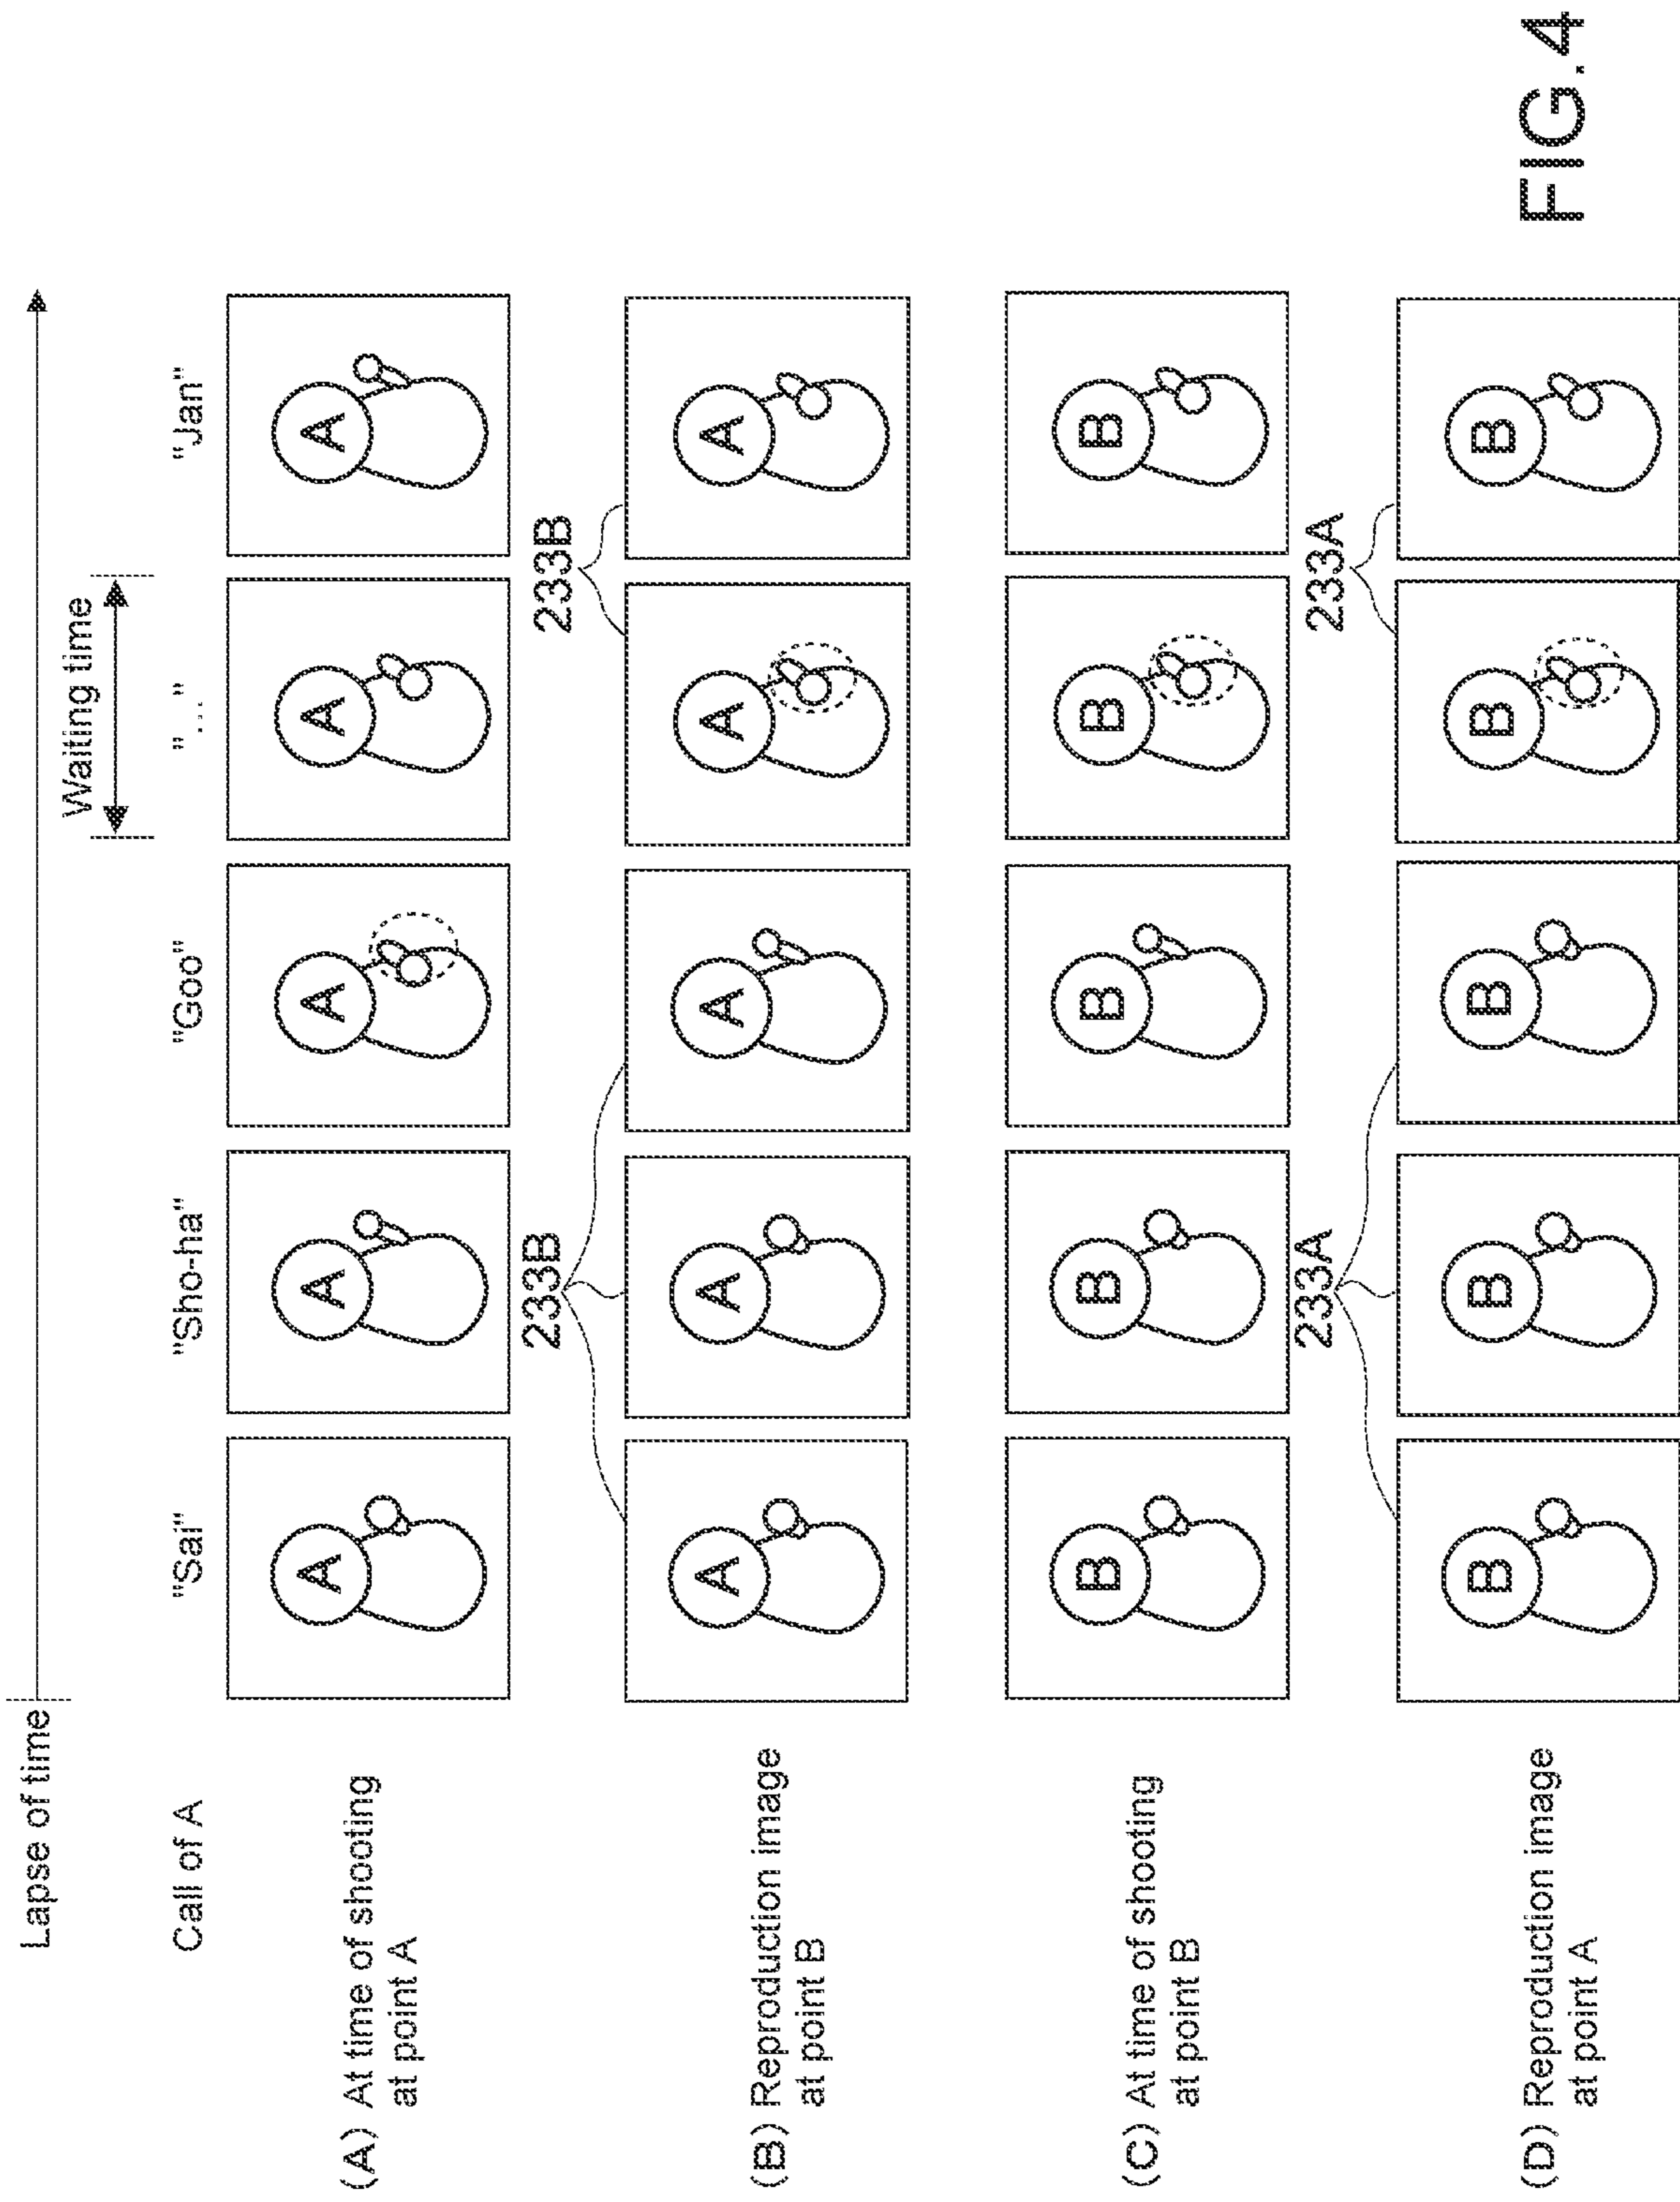 Lapse of time
Waiting time
Call of A
"Sai" "Sho-ha" "Goo" "..." "Jan"
(A) At time of shooting
at point A
A A A A A
233B 233B
(B) Reproduction image
at point B
A A A A A
(C) At time of shooting
at point B
B B B B B
233A 233A
(D) Reproduction image
at point A
B B B B B
FIG.4